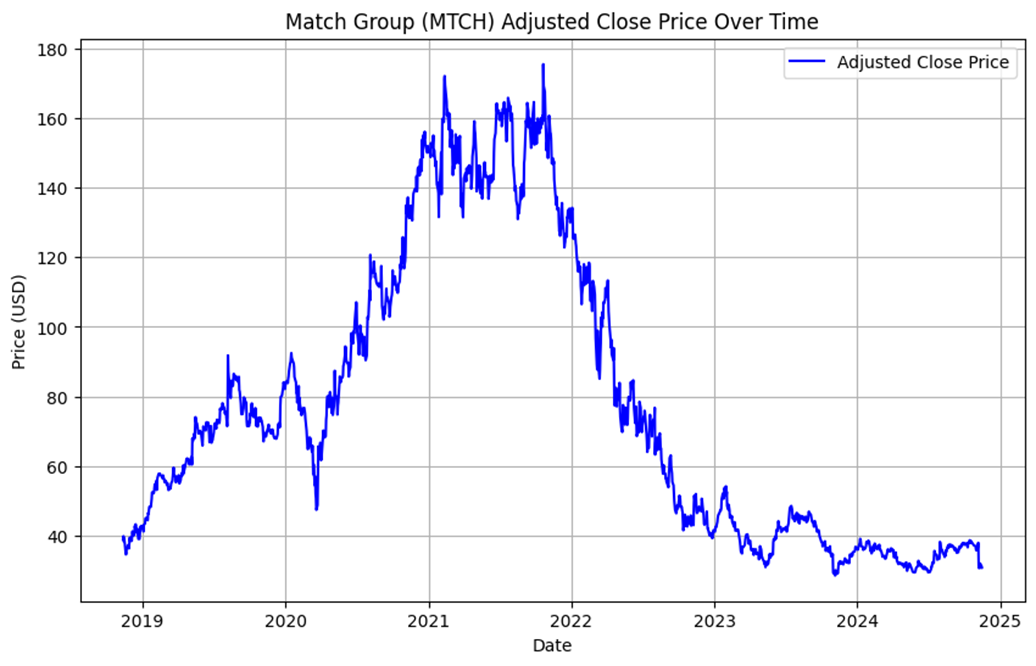 Match Group (MTCH) Adjusted Close Price Over Time
Adjusted Close Price
Price (USD)
180
160
140
120
100
80
60
40
2019 2020 2021 2022 2023 2024 2025
Date